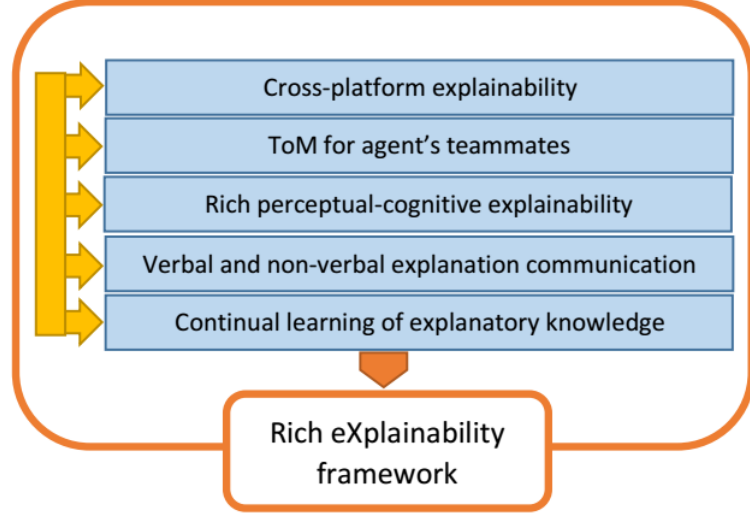 Cross-platform explainability
ToM for agent's teammates
Rich perceptual-cognitive explainability
Verbal and non-verbal explanation communication
Continual learning of explanatory knowledge
Rich eXplainability
framework